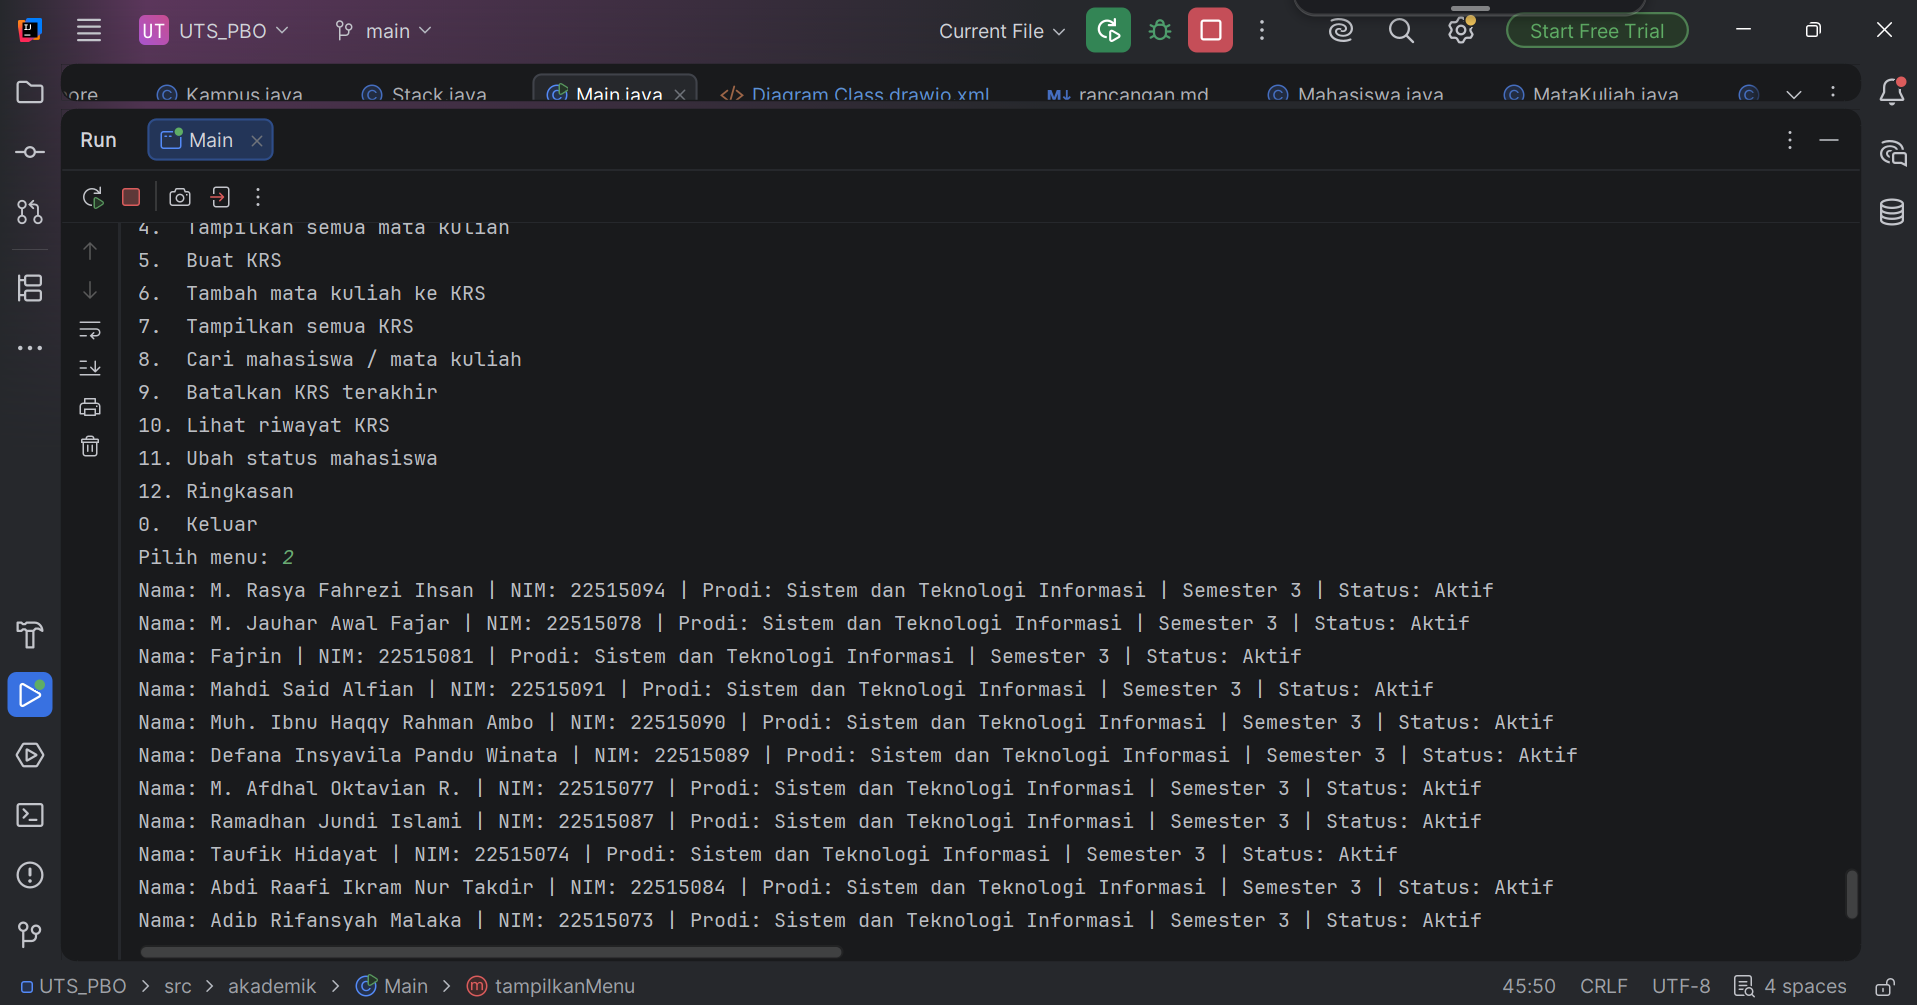 UT UTS_PBO main Current File Start Free Trial
ore Kampus.java Stack.java Main.java Diagram Class.drawio.xml M↓ rancangan.md Mahasiswa.java MataKuliah.java
Run Main
4. Tampilkan semua mata kuliah
5. Buat KRS
6. Tambah mata kuliah ke KRS
7. Tampilkan semua KRS
8. Cari mahasiswa / mata kuliah
9. Batalkan KRS terakhir
10. Lihat riwayat KRS
11. Ubah status mahasiswa
12. Ringkasan
0. Keluar
Pilih menu: 2
Nama: M. Rasya Fahrezi Ihsan | NIM: 22515094 | Prodi: Sistem dan Teknologi Informasi | Semester 3 | Status: Aktif
Nama: M. Jauhar Awal Fajar | NIM: 22515078 | Prodi: Sistem dan Teknologi Informasi | Semester 3 | Status: Aktif
Nama: Fajrin | NIM: 22515081 | Prodi: Sistem dan Teknologi Informasi | Semester 3 | Status: Aktif
Nama: Mahdi Said Alfian | NIM: 22515091 | Prodi: Sistem dan Teknologi Informasi | Semester 3 | Status: Aktif
Nama: Muh. Ibnu Haqqy Rahman Ambo | NIM: 22515090 | Prodi: Sistem dan Teknologi Informasi | Semester 3 | Status: Aktif
Nama: Defana Insyavila Pandu Winata | NIM: 22515089 | Prodi: Sistem dan Teknologi Informasi | Semester 3 | Status: Aktif
Nama: M. Afdhal Oktavian R. | NIM: 22515077 | Prodi: Sistem dan Teknologi Informasi | Semester 3 | Status: Aktif
Nama: Ramadhan Jundi Islami | NIM: 22515087 | Prodi: Sistem dan Teknologi Informasi | Semester 3 | Status: Aktif
Nama: Taufik Hidayat | NIM: 22515074 | Prodi: Sistem dan Teknologi Informasi | Semester 3 | Status: Aktif
Nama: Abdi Raafi Ikram Nur Takdir | NIM: 22515084 | Prodi: Sistem dan Teknologi Informasi | Semester 3 | Status: Aktif
Nama: Adib Rifansyah Malaka | NIM: 22515073 | Prodi: Sistem dan Teknologi Informasi | Semester 3 | Status: Aktif
UTS_PBO > src > akademik > Main > tampilkanMenu 45:50 CRLF UTF-8 4 spaces